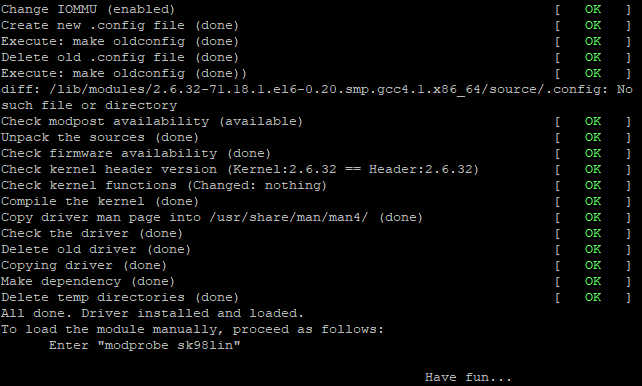 Change IOMMU (enabled) [ OK ]
Create new .config file (done) [ OK ]
Execute: make oldconfig (done) [ OK ]
Delete old .config file (done) [ OK ]
Execute: make oldconfig (done)) [ OK ]
diff: /lib/modules/2.6.32-71.18.1.el6-0.20.smp.gcc4.1.x86_64/source/.config: No
such file or directory
Check modpost availability (available) [ OK ]
Unpack the sources (done) [ OK ]
Check firmware availability (done) [ OK ]
Check kernel header version (Kernel:2.6.32 == Header:2.6.32) [ OK ]
Check kernel functions (Changed: nothing) [ OK ]
Compile the kernel (done) [ OK ]
Copy driver man page into /usr/share/man/man4/ (done) [ OK ]
Check the driver (done) [ OK ]
Delete old driver (done) [ OK ]
Copying driver (done) [ OK ]
Make dependency (done) [ OK ]
Delete temp directories (done) [ OK ]
All done. Driver installed and loaded.
To load the module manually, proceed as follows:
Enter "modprobe sk98lin"
Have fun...